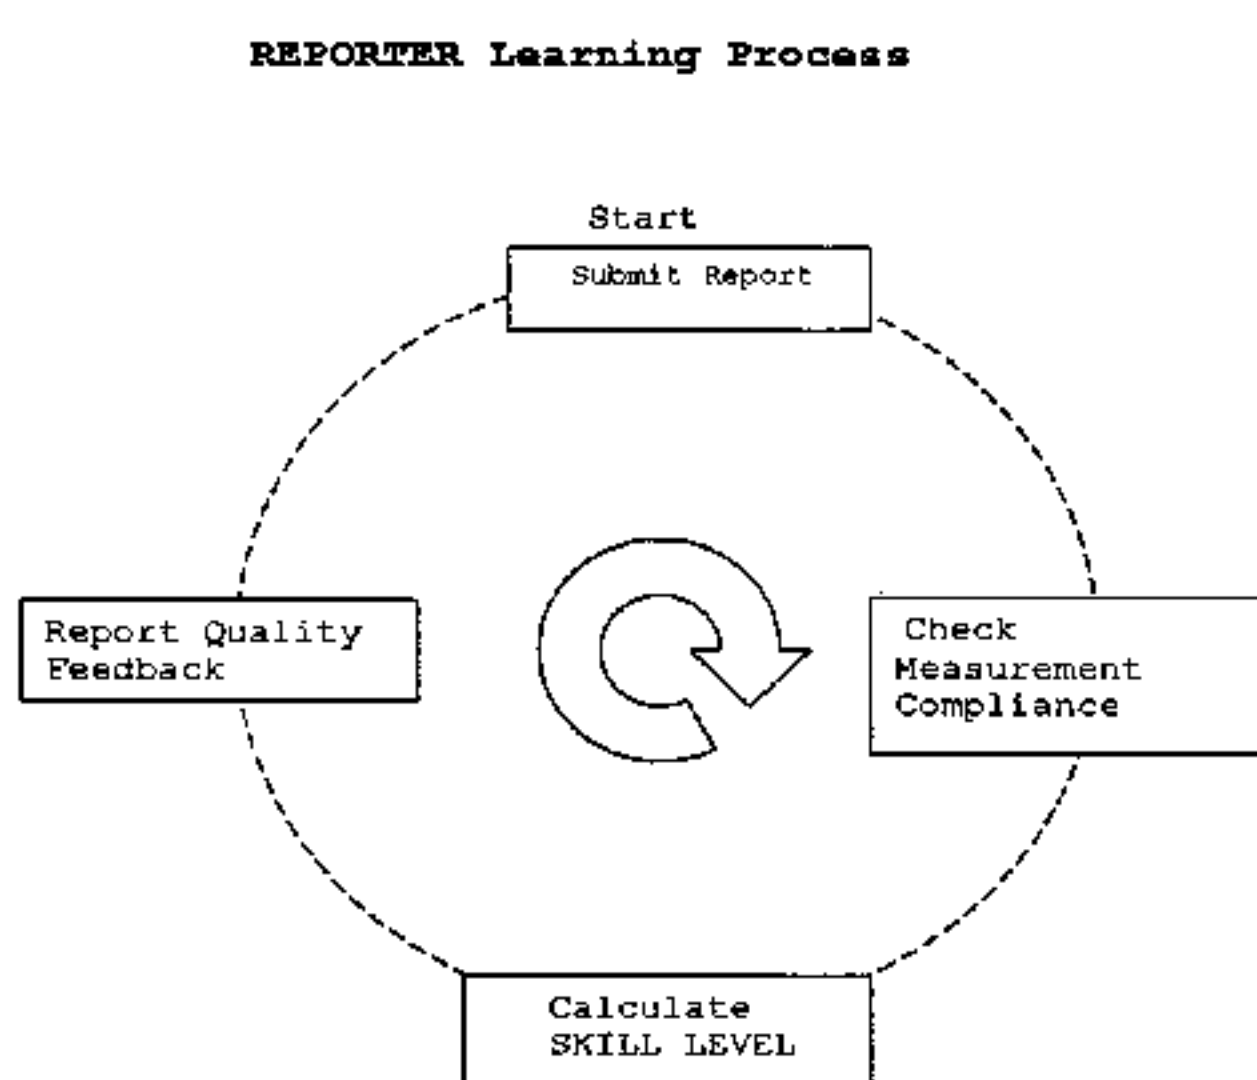 REPORTER Learning Process
Start
Submit Report
Report Quality
Feedback
Check
Measurement
Compliance
Calculate
SKILL LEVEL